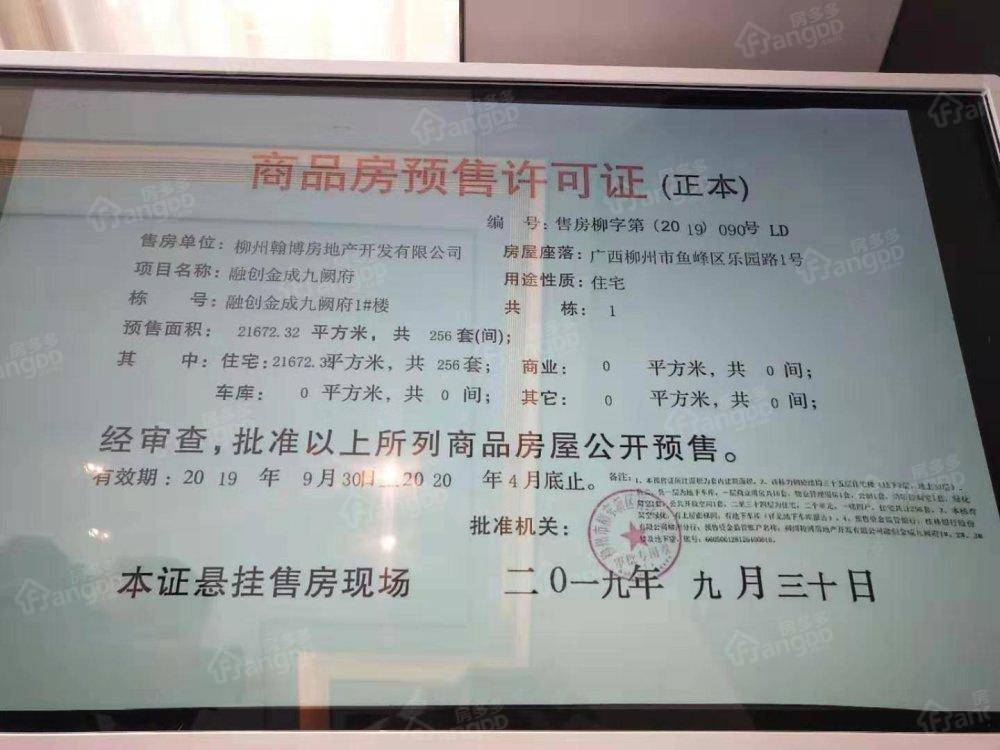 商品房预售许可证 (正本)
编 号：售房柳字第（2019）090号 LD
售房单位：柳州翰博房地产开发有限公司
房屋座落：广西柳州市鱼峰区乐园路1号
项目名称：融创金成九阙府
用途性质：住宅
栋 号：融创金成九阙府1#楼
共 栋：1
预售面积： 21672.32 平方米，共 256 套(间)；
其 中：住宅：21672.3平方米，共 256 套；
商业： 0 平方米，共 0 间；
车库： 0 平方米，共 0 间；
其它： 0 平方米，共 0 间；
经审查，批准以上所列商品房屋公开预售。
有效期：2019 年 9月30日 2020 年4月底止。
备注：
批准机关：
本证悬挂售房现场
二0一九年 九月三十日
房多多
FangDD.com